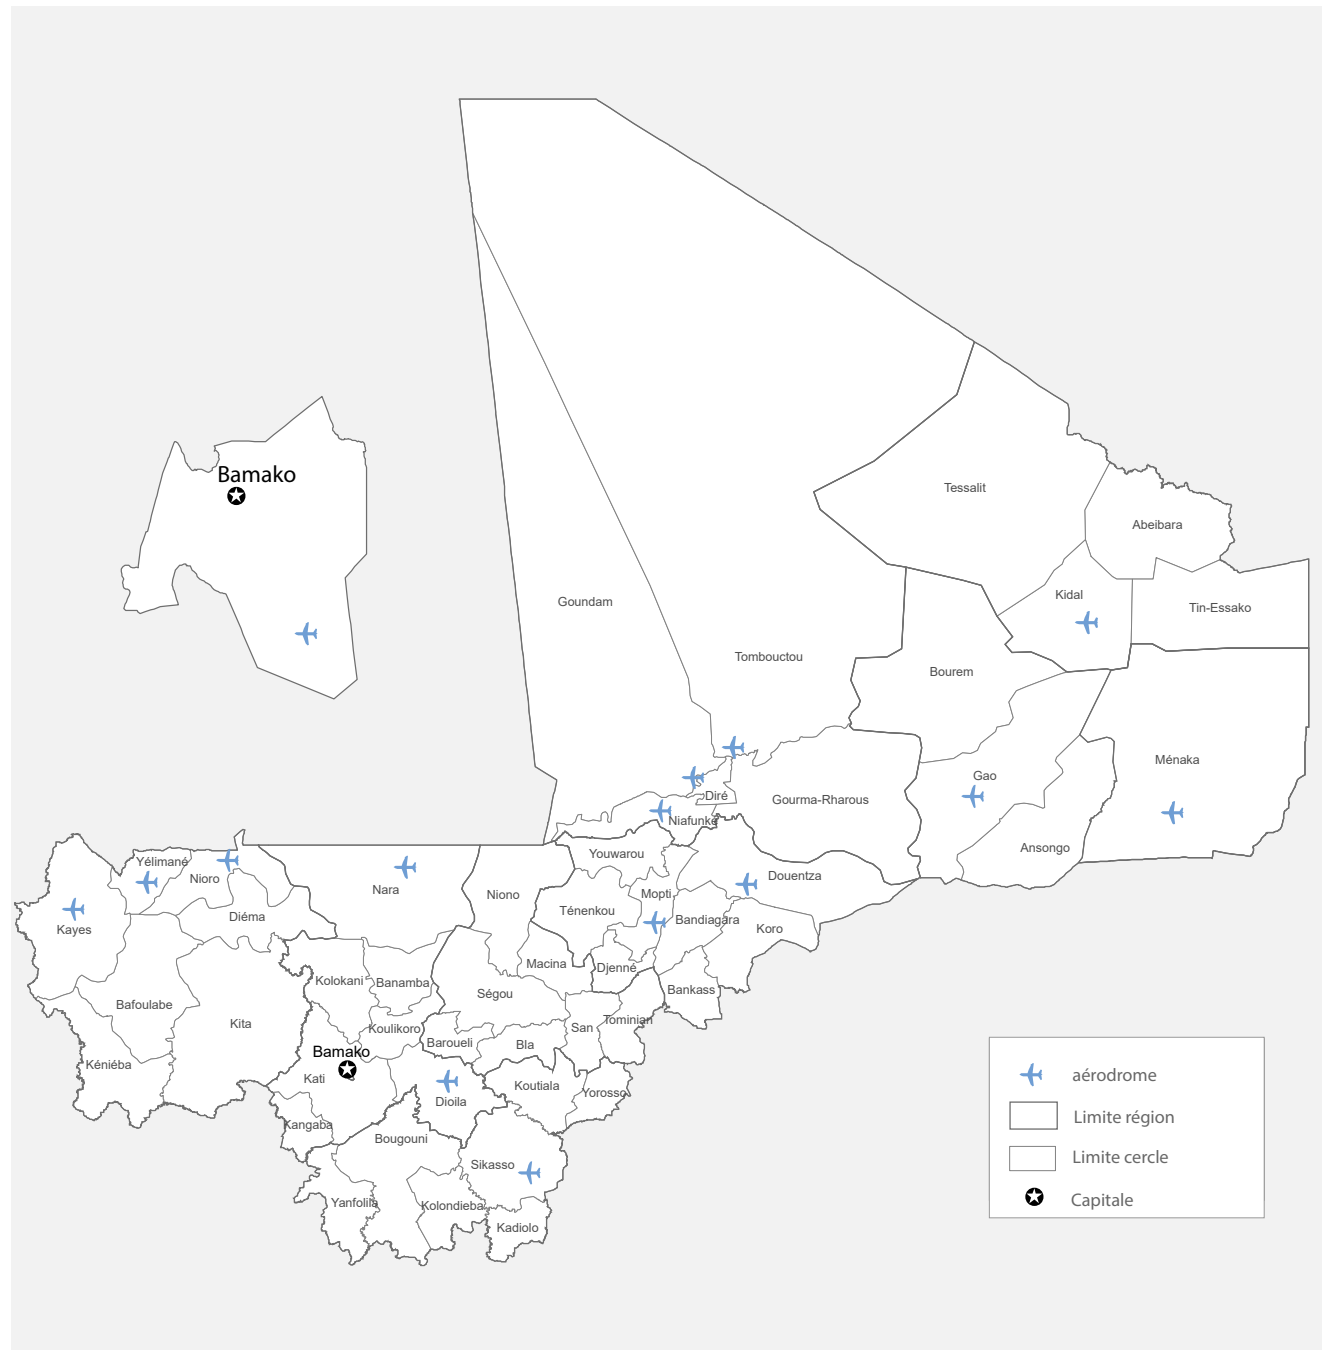 Bamako
Tessalit
Abeibara
Kidal
Tin-Essako
Goundam
Tombouctou
Bourem
Ménaka
Gao
Diré
Gourma-Rharous
Niafunké
Ansongo
Youwarou
Yélimané
Nioro
Nara
Niono
Mopti
Douentza
Ténenkou
Diéma
Bandiagara
Koro
Kayes
Macina
Djenné
Kolokani
Banamba
Ségou
Bankass
Bafoulabe
Kita
Koulikoro
San
Tominian
Baroueli
Bla
Bamako
Kéniéba
Kati
Dioila
Koutiala
Yorosso
Kangaba
Bougouni
Sikasso
Yanfolila
Kolondieba
Kadiolo
aérodrome
Limite région
Limite cercle
Capitale